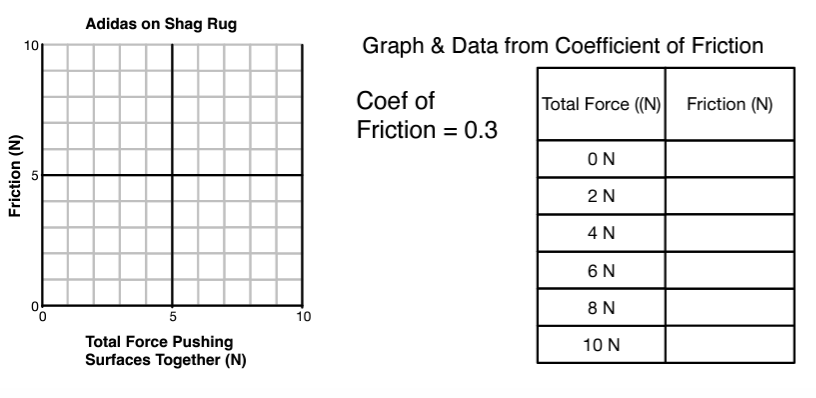 Adidas on Shag Rug
10
5
0
0 5 10
Friction (N)
Total Force Pushing
Surfaces Together (N)
Graph & Data from Coefficient of Friction
Coef of
Friction = 0.3
Total Force ((N) Friction (N)
0 N
2 N
4 N
6 N
8 N
10 N